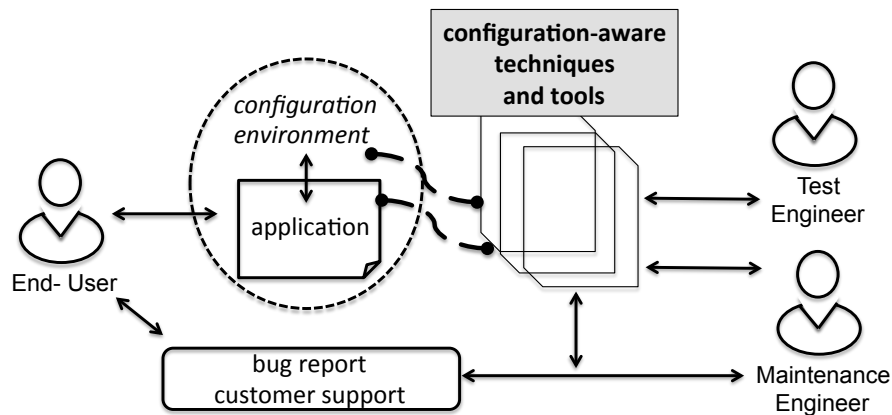 configuration-aware
techniques
and tools
configuration
environment
application
End- User
Test
Engineer
bug report
customer support
Maintenance
Engineer